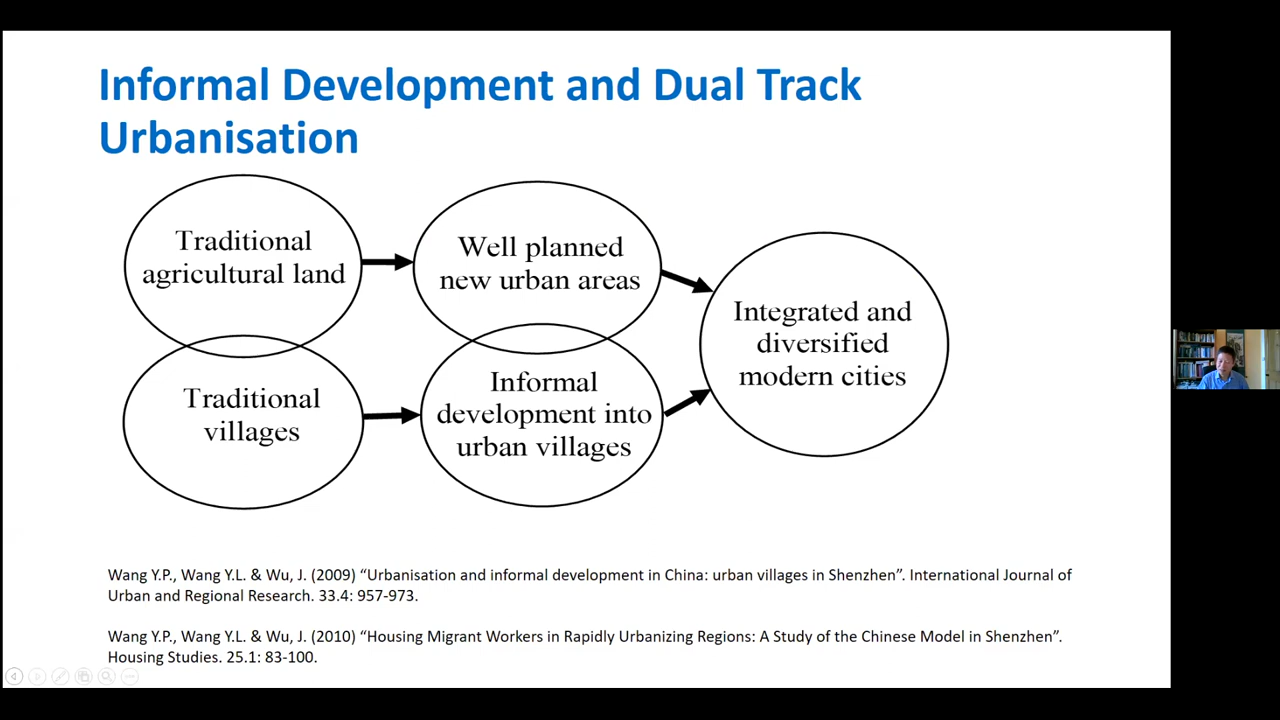 Informal Development and Dual Track
Urbanisation
Traditional
agricultural land
Well planned
new urban areas
Integrated and
diversified
modern cities
Traditional
villages
Informal
development into
urban villages
Wang Y.P., Wang Y.L. & Wu, J. (2009) “Urbanisation and informal development in China: urban villages in Shenzhen”. International Journal of
Urban and Regional Research. 33.4: 957-973.
Wang Y.P., Wang Y.L. & Wu, J. (2010) “Housing Migrant Workers in Rapidly Urbanizing Regions: A Study of the Chinese Model in Shenzhen”.
Housing Studies. 25.1: 83-100.